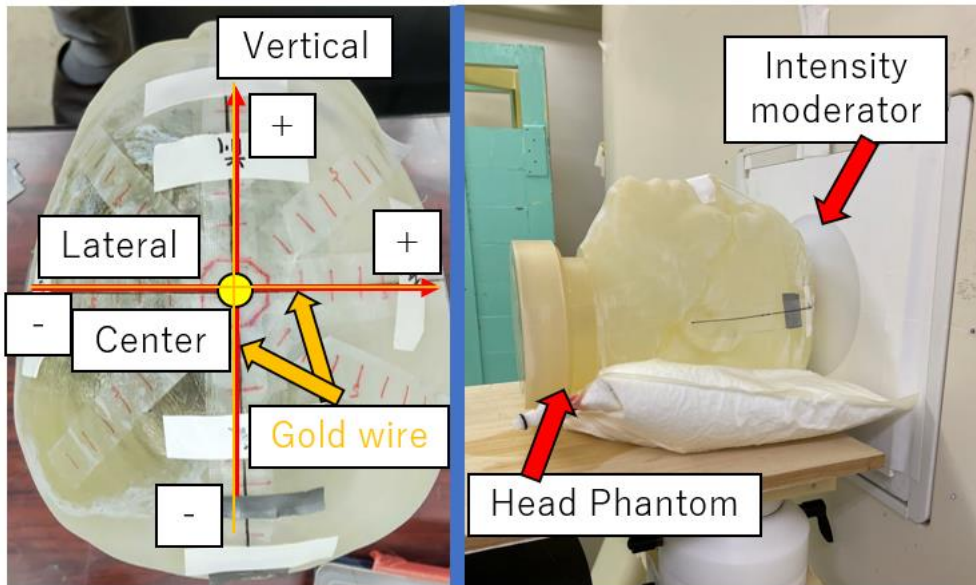 Vertical
+
Lateral
+
-
Center
Gold wire
-
Intensity
moderator
Head Phantom